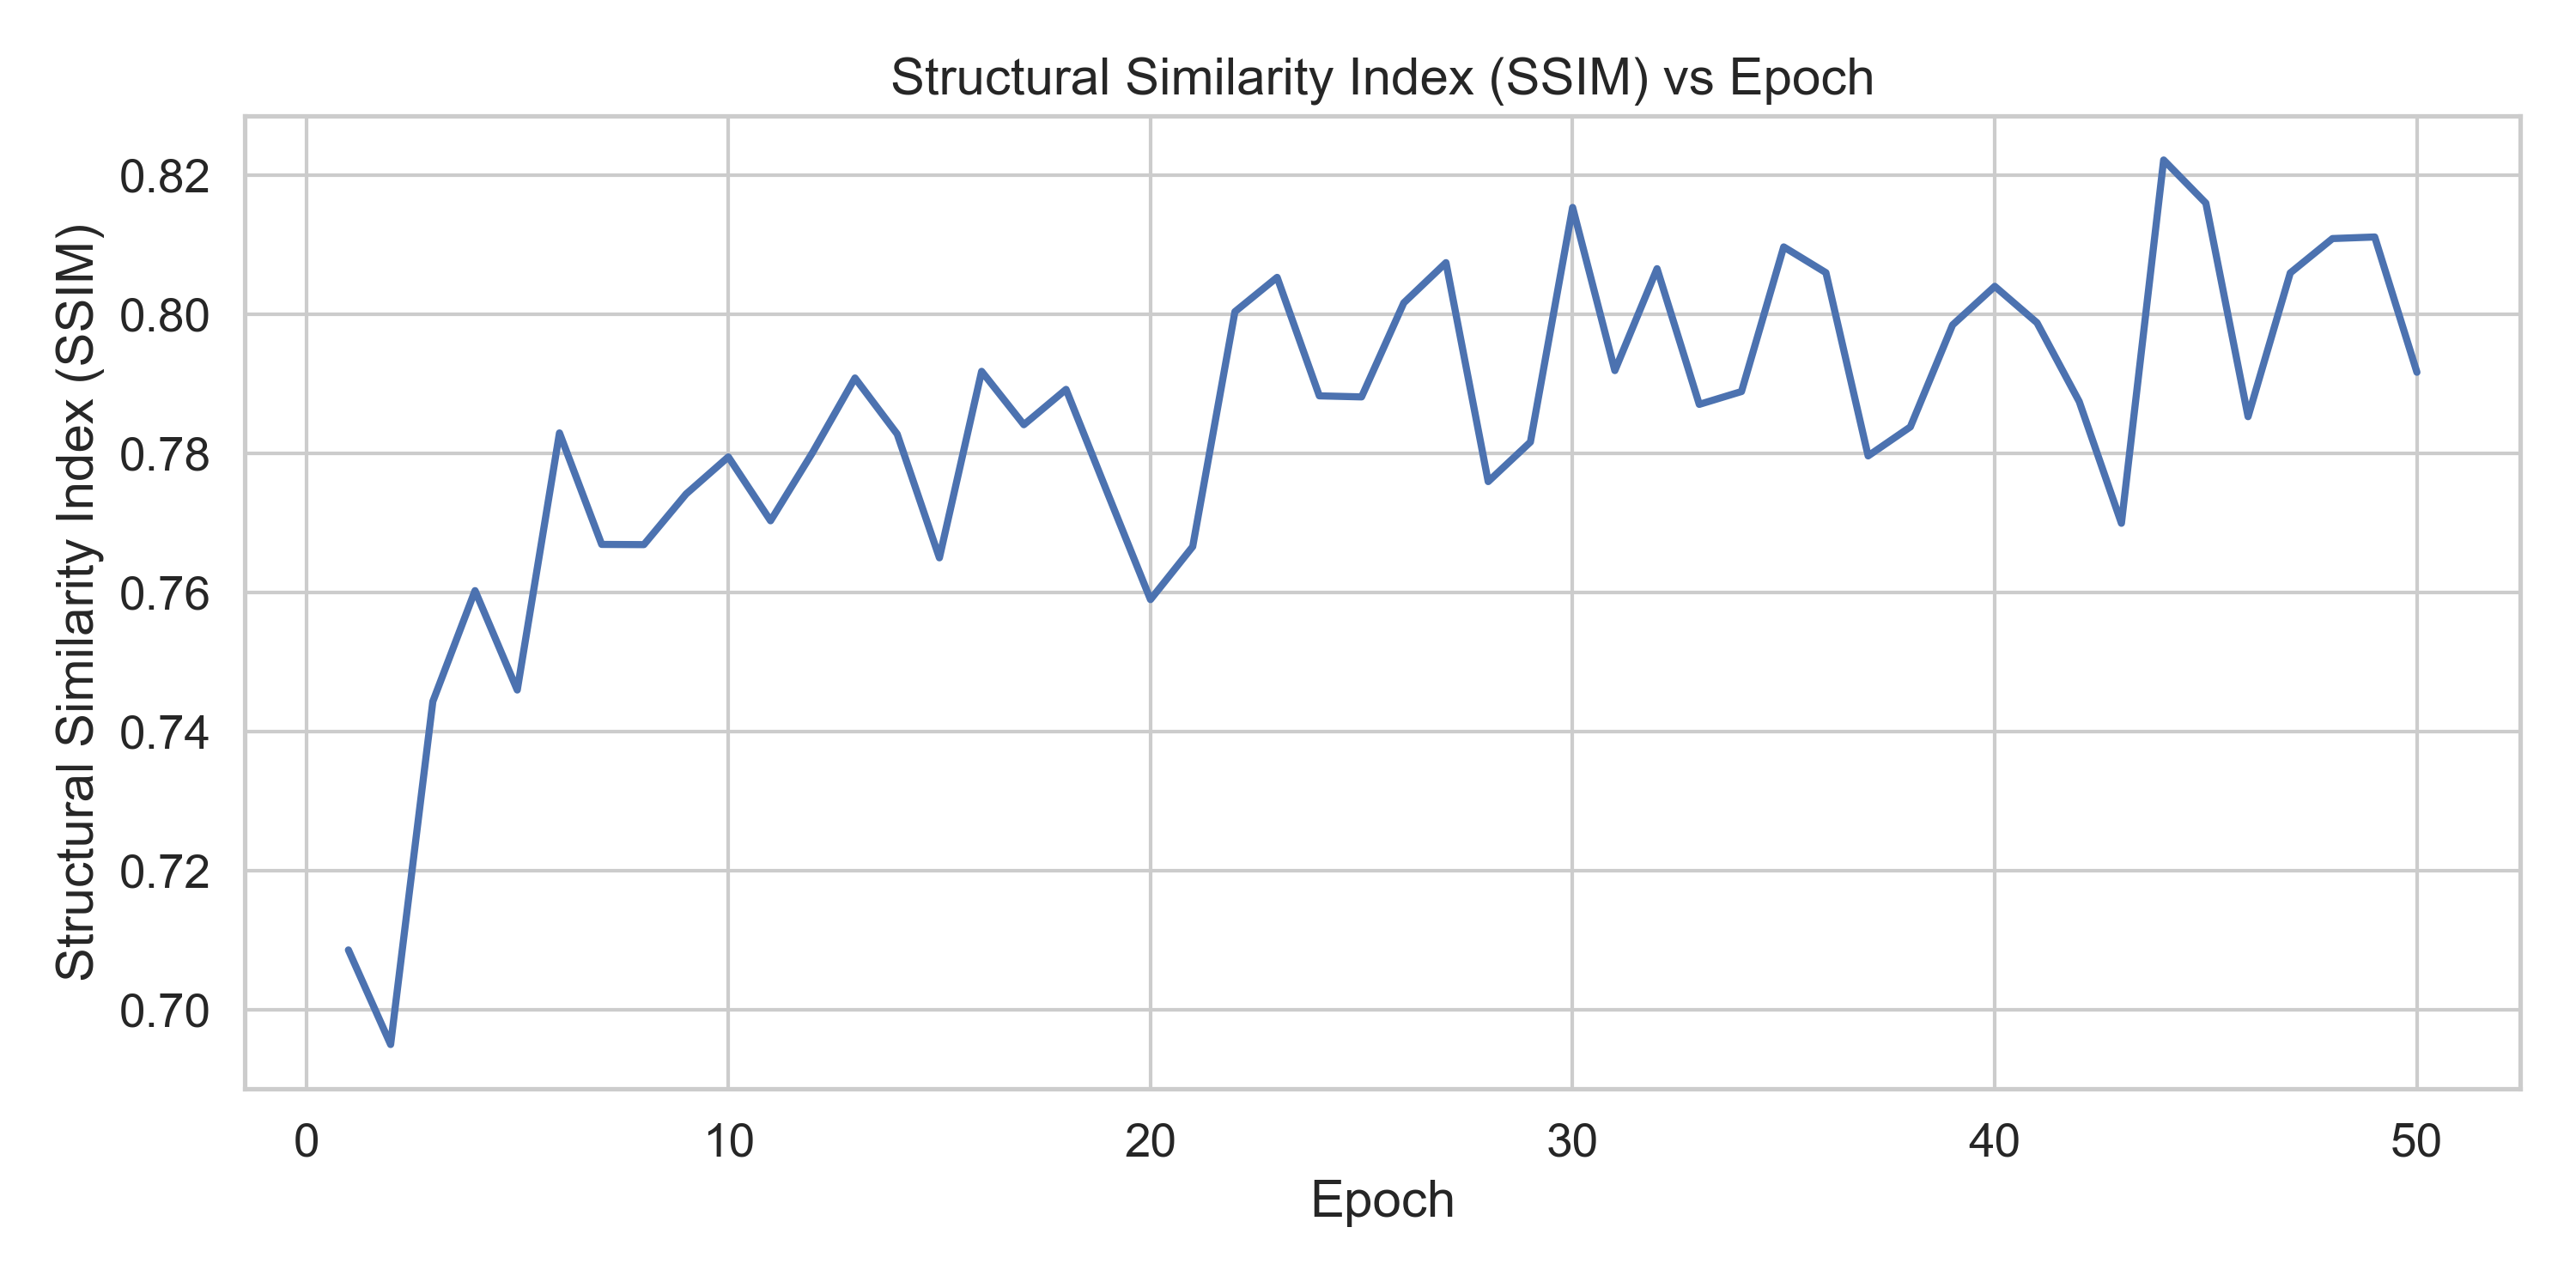 Structural Similarity Index (SSIM) vs Epoch
Structural Similarity Index (SSIM)
0.82
0.80
0.78
0.76
0.74
0.72
0.70
0 10 20 30 40 50
Epoch